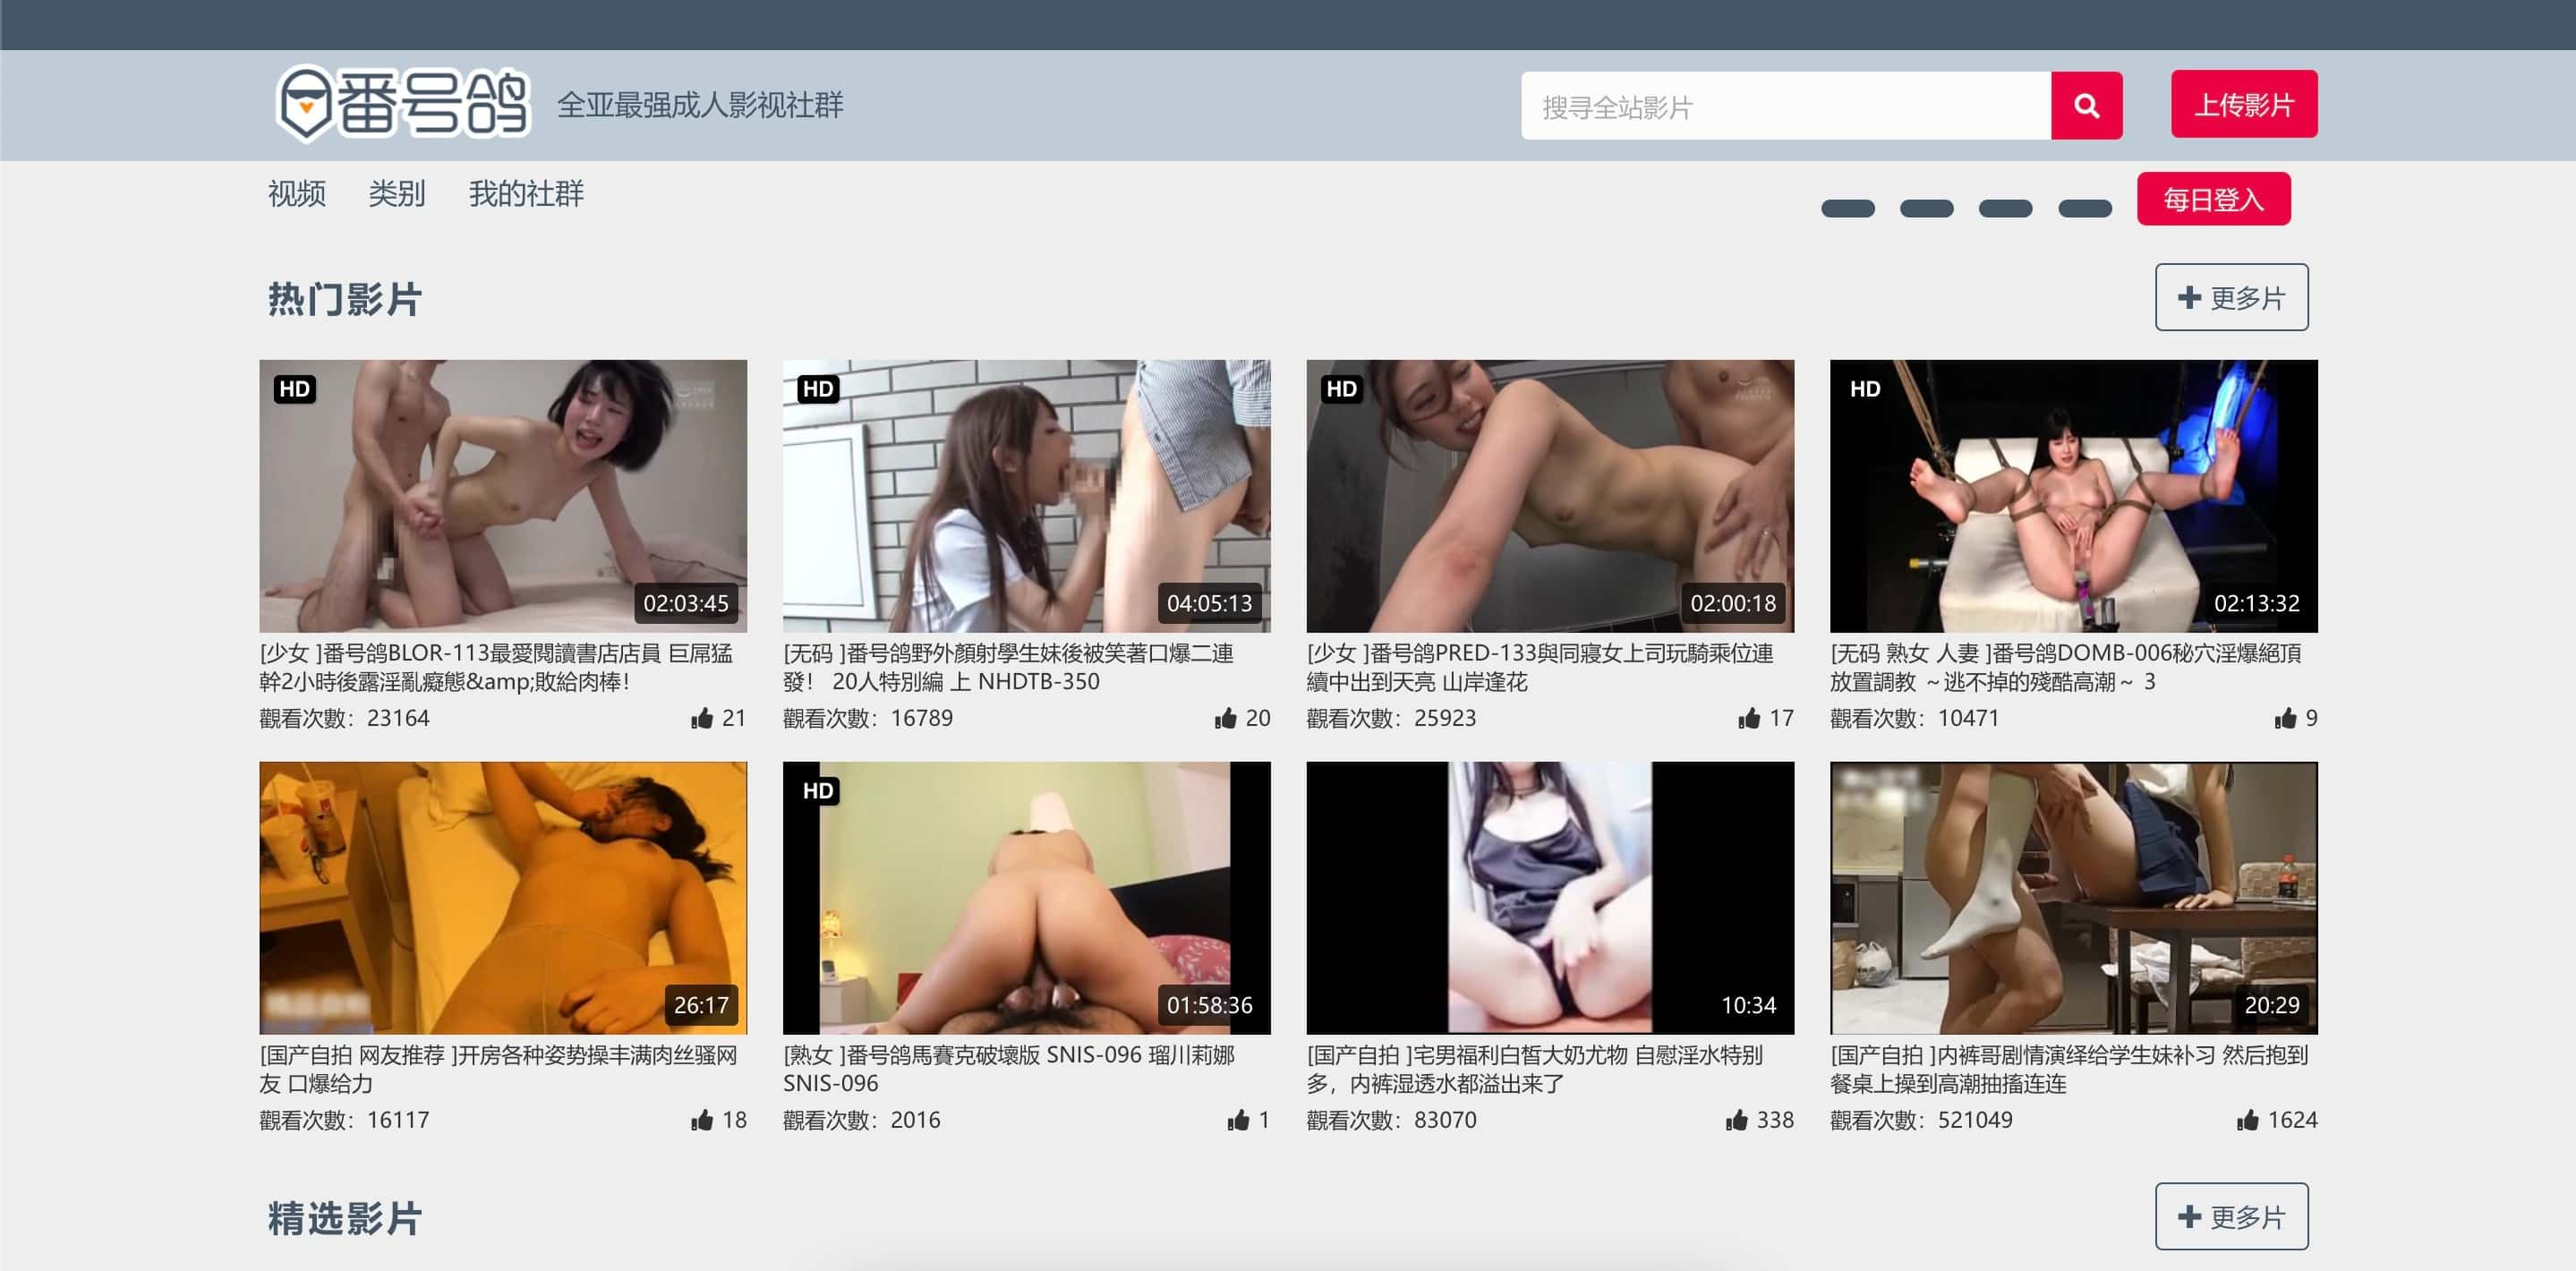 番号鸽
全亚最强成人影视社群
搜寻全站影片
上传影片
视频 类别 我的社群
每日登入
热门影片
更多片
HD
02:03:45
[少女 ]番号鸽BLOR-113最愛閱讀書店店員 巨屌猛
幹2小時後露淫亂癡態&amp;敗給肉棒！
觀看次數：23164
21
HD
04:05:13
[无码 ]番号鸽野外顏射學生妹後被笑著口爆二連
發！ 20人特別編 上 NHDTB-350
觀看次數：16789
20
HD
02:00:18
[少女 ]番号鸽PRED-133與同寢女上司玩騎乘位連
續中出到天亮 山岸逢花
觀看次數：25923
17
HD
02:13:32
[无码 熟女 人妻 ]番号鸽DOMB-006秘穴淫爆絕頂
放置調教 ～逃不掉的殘酷高潮～ 3
觀看次數：10471
9
26:17
[国产自拍 网友推荐 ]开房各种姿势操丰满肉丝骚网
友 口爆给力
觀看次數：16117
18
HD
01:58:36
[熟女 ]番号鸽馬賽克破壞版 SNIS-096 瑠川莉娜
SNIS-096
觀看次數：2016
1
10:34
[国产自拍 ]宅男福利白皙大奶尤物 自慰淫水特别
多，内裤湿透水都溢出来了
觀看次數：83070
338
20:29
[国产自拍 ]内裤哥剧情演绎给学生妹补习 然后抱到
餐桌上操到高潮抽搐连连
觀看次數：521049
1624
精选影片
更多片